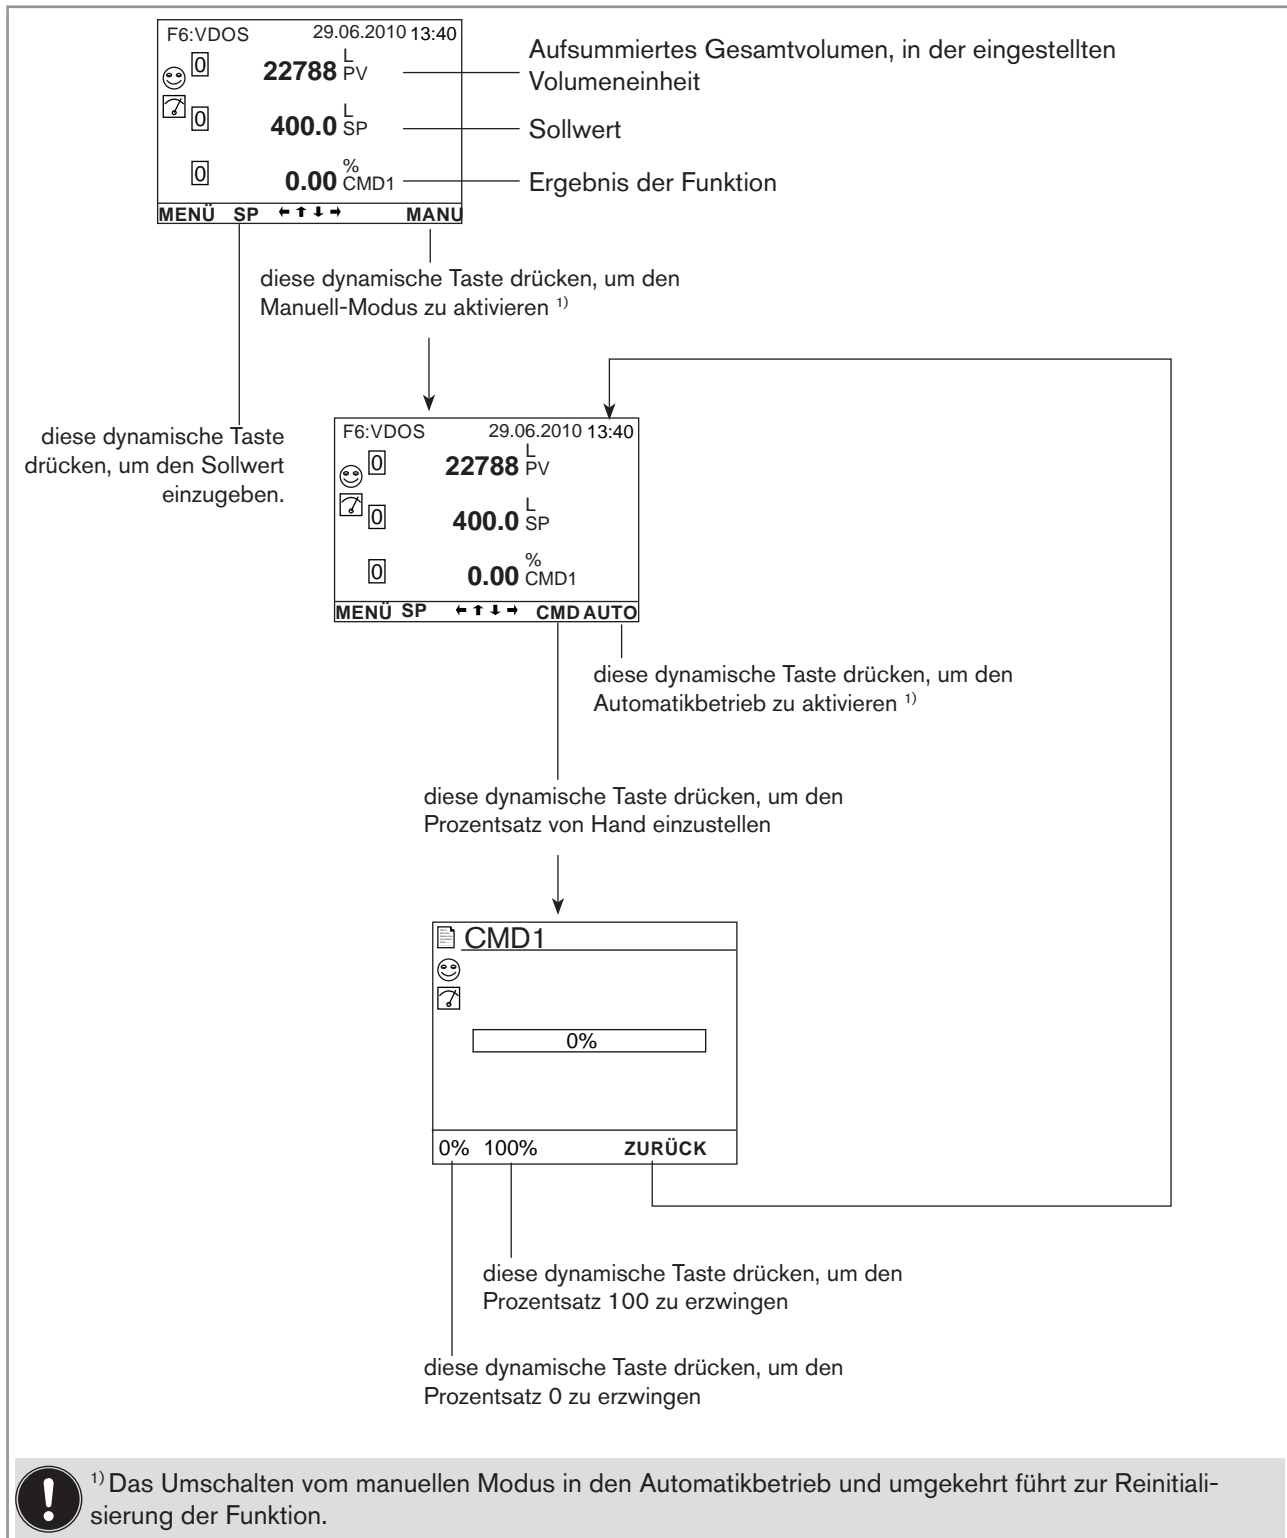 F6:VDOS 29.06.2010 13:40
0 22788 L PV
Aufsummiertes Gesamtvolumen, in der eingestellten
Volumeneinheit
0 400.0 L SP
Sollwert
0 0.00 % CMD1
Ergebnis der Funktion
MENÜ SP ←↑↓→ MANU
diese dynamische Taste drücken, um den
Manuell-Modus zu aktivieren 1)
diese dynamische Taste
drücken, um den Sollwert
einzugeben.
F6:VDOS 29.06.2010 13:40
0 22788 L PV
0 400.0 L SP
0 0.00 % CMD1
MENÜ SP ←↑↓→ CMD AUTO
diese dynamische Taste drücken, um den
Automatikbetrieb zu aktivieren 1)
diese dynamische Taste drücken, um den
Prozentsatz von Hand einzustellen
CMD1
0%
0% 100% ZURÜCK
diese dynamische Taste drücken, um den
Prozentsatz 100 zu erzwingen
diese dynamische Taste drücken, um den
Prozentsatz 0 zu erzwingen
1) Das Umschalten vom manuellen Modus in den Automatikbetrieb und umgekehrt führt zur Reinitiali-
sierung der Funktion.